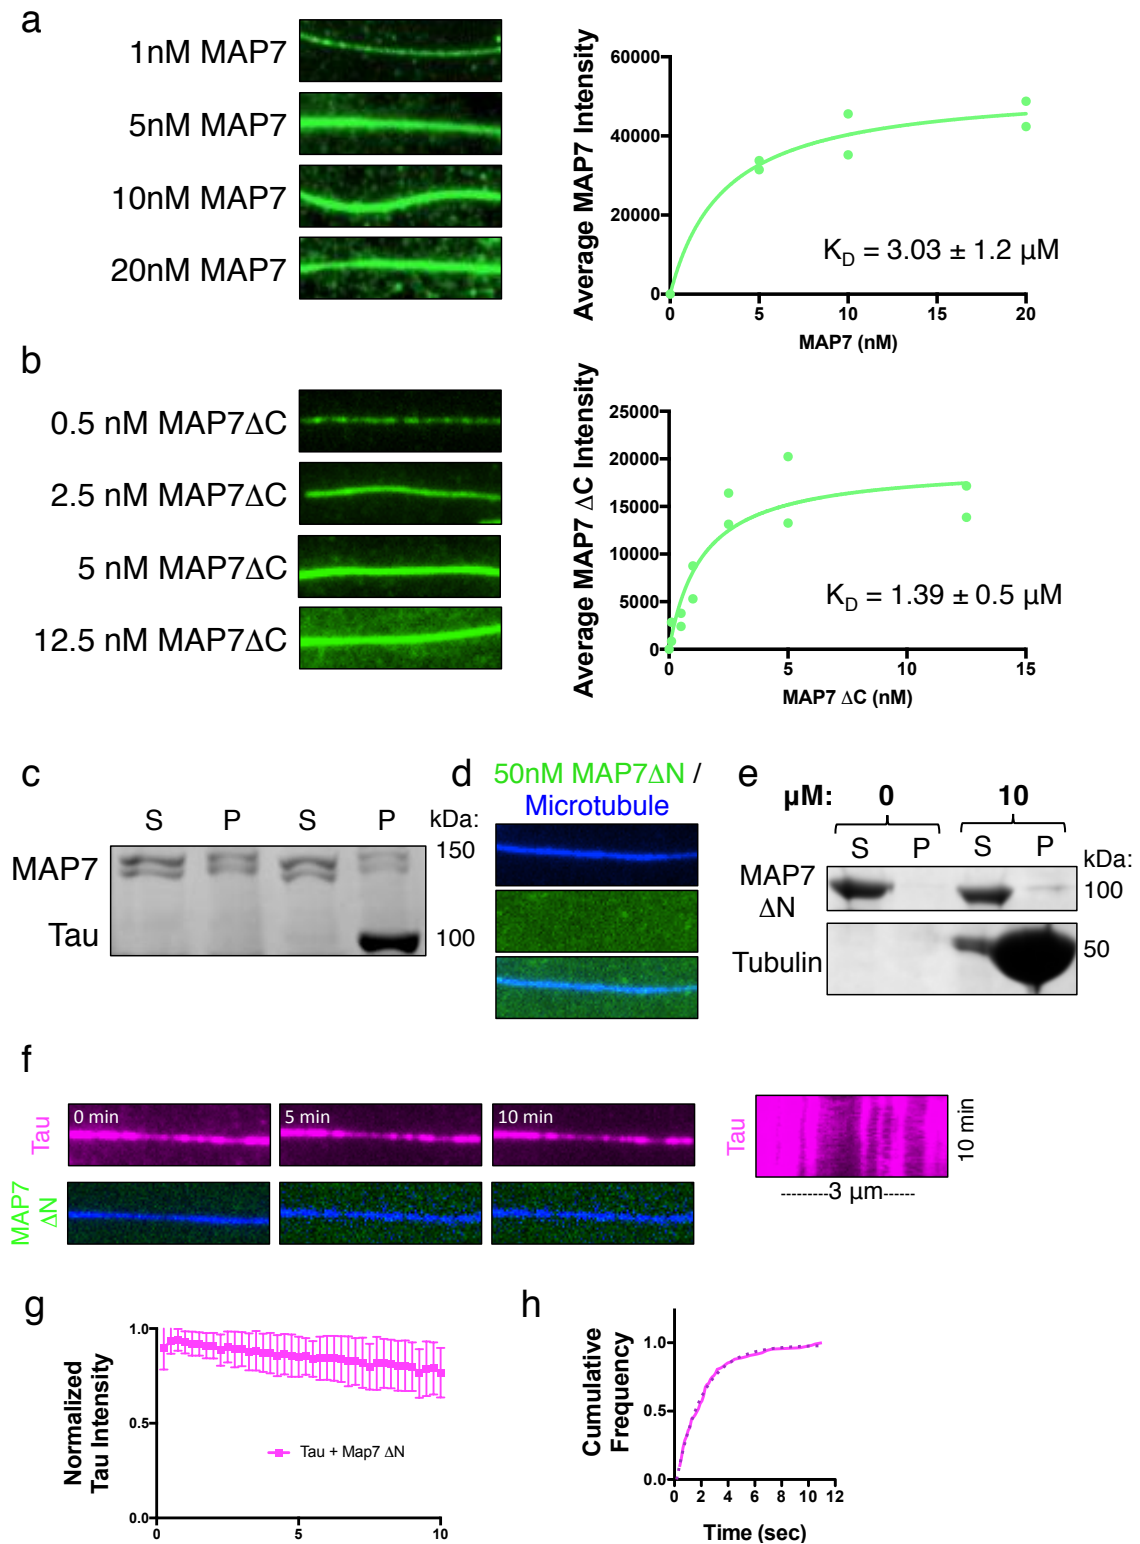 a
1nM MAP7
5nM MAP7
10nM MAP7
20nM MAP7
Average MAP7 Intensity
60000
40000
20000
0
0 5 10 15 20
MAP7 (nM)
K_D = 3.03 ± 1.2 µM
b
0.5 nM MAP7ΔC
2.5 nM MAP7ΔC
5 nM MAP7ΔC
12.5 nM MAP7ΔC
Average MAP7 ΔC Intensity
25000
20000
15000
10000
5000
0
0 5 10 15
MAP7 ΔC (nM)
K_D = 1.39 ± 0.5 µM
c
S P S P kDa:
MAP7
Tau
150
100
d
50nM MAP7ΔN /
Microtubule
e
µM: 0 10
S P S P kDa:
MAP7
ΔN
100
Tubulin
50
f
Tau
0 min
5 min
10 min
MAP7
ΔN
Tau
10 min
---------3 µm------
g
Normalized
Tau Intensity
1.0
0.5
0.0
0 5 10
Tau + Map7 ΔN
h
Cumulative
Frequency
1.0
0.5
0.0
0 2 4 6 8 10 12
Time (sec)